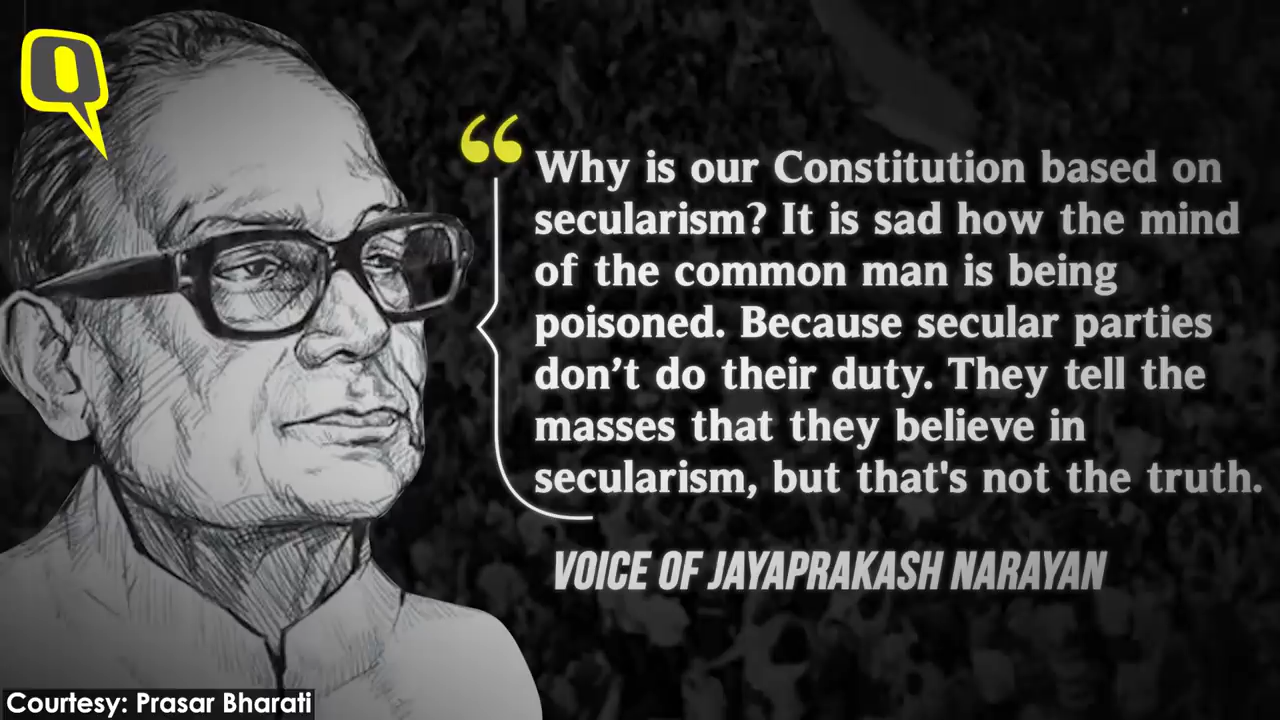 Q
“ Why is our Constitution based on
secularism? It is sad how the mind
of the common man is being
poisoned. Because secular parties
don’t do their duty. They tell the
masses that they believe in
secularism, but that's not the truth.
VOICE OF JAYAPRAKASH NARAYAN
Courtesy: Prasar Bharati